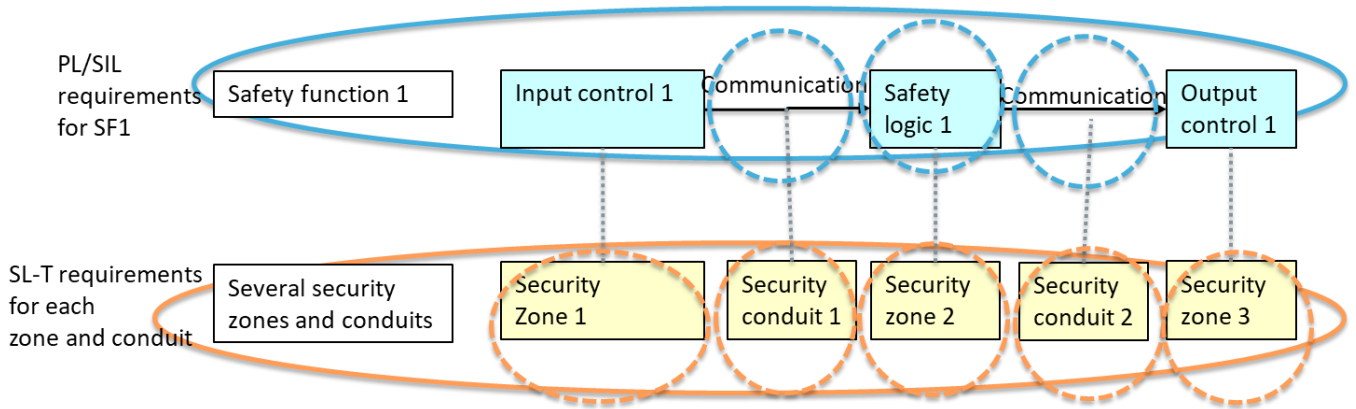 PL/SIL
requirements
for SF1
Safety function 1
Input control 1
Communication
Safety
logic 1
Communication
Output
control 1
SL-T requirements
for each
zone and conduit
Several security
zones and conduits
Security
Zone 1
Security
conduit 1
Security
zone 2
Security
conduit 2
Security
zone 3